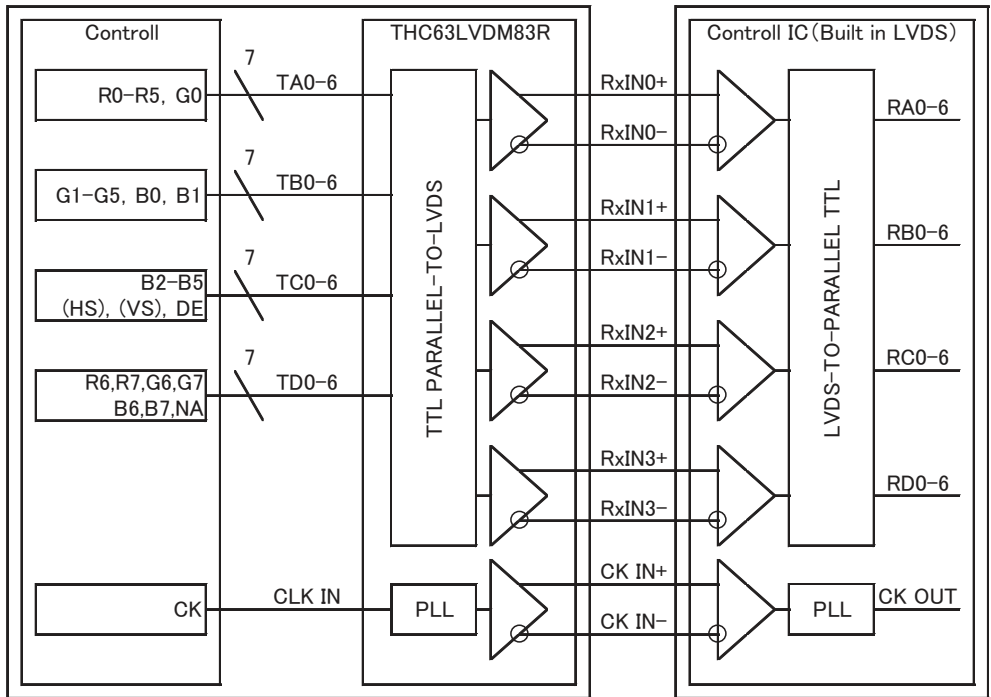 Controll
THC63LVDM83R
Controll IC(Built in LVDS)
R0-R5, G0
7
TA0-6
RxIN0+
RxIN0-
RA0-6
G1-G5, B0, B1
7
TB0-6
RxIN1+
RxIN1-
RB0-6
B2-B5
(HS), (VS), DE
7
TC0-6
RxIN2+
RxIN2-
RC0-6
R6,R7,G6,G7
B6,B7,NA
7
TD0-6
RxIN3+
RxIN3-
RD0-6
TTL PARALLEL-TO-LVDS
LVDS-TO-PARALLEL TTL
CK
CLK IN
PLL
CK IN+
CK IN-
PLL
CK OUT